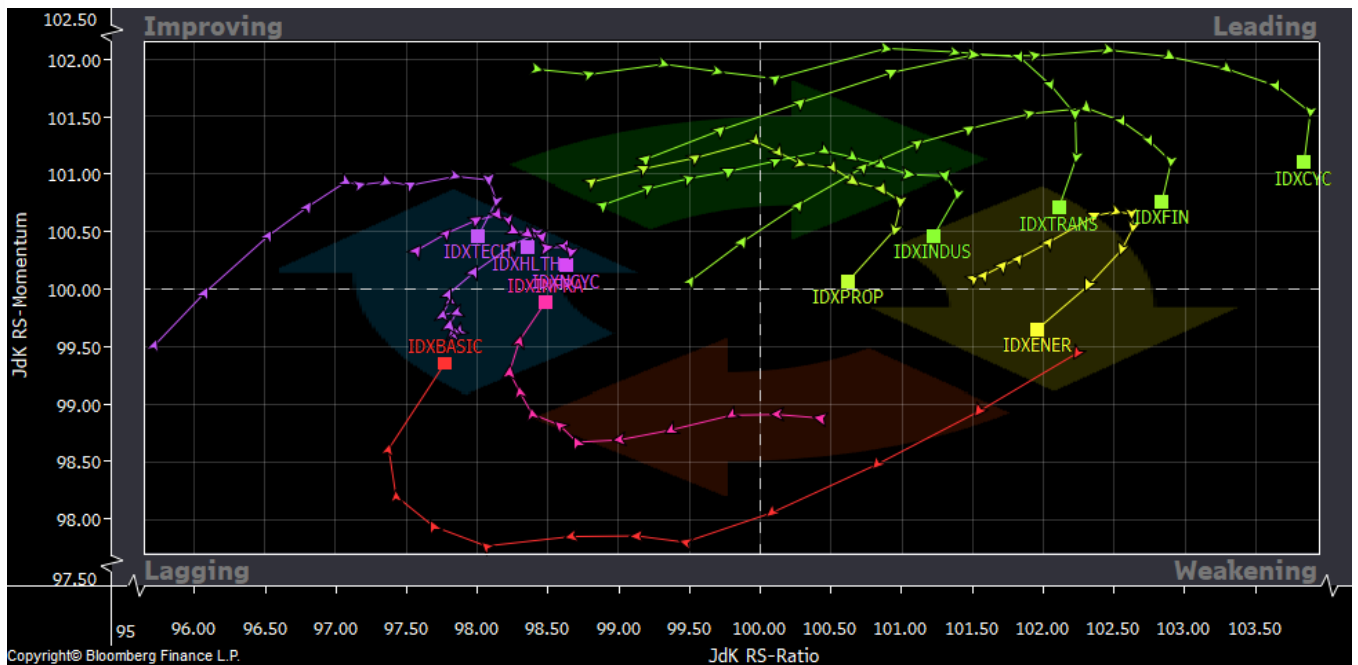 102.50
Improving
Leading
102.00
101.50
101.00
100.50
100.00
99.50
99.00
98.50
98.00
97.50
JdK RS-Momentum
IDXCYC
IDXTRANS
IDXFIN
IDXINDUS
IDXTECH
IDXHLTH
IDXNCYC
IDXINFRA
IDXPROP
IDXENER
IDXBASIC
Lagging
Weakening
95
96.00
96.50
97.00
97.50
98.00
98.50
99.00
99.50
100.00
100.50
101.00
101.50
102.00
102.50
103.00
103.50
Copyright© Bloomberg Finance L.P.
JdK RS-Ratio